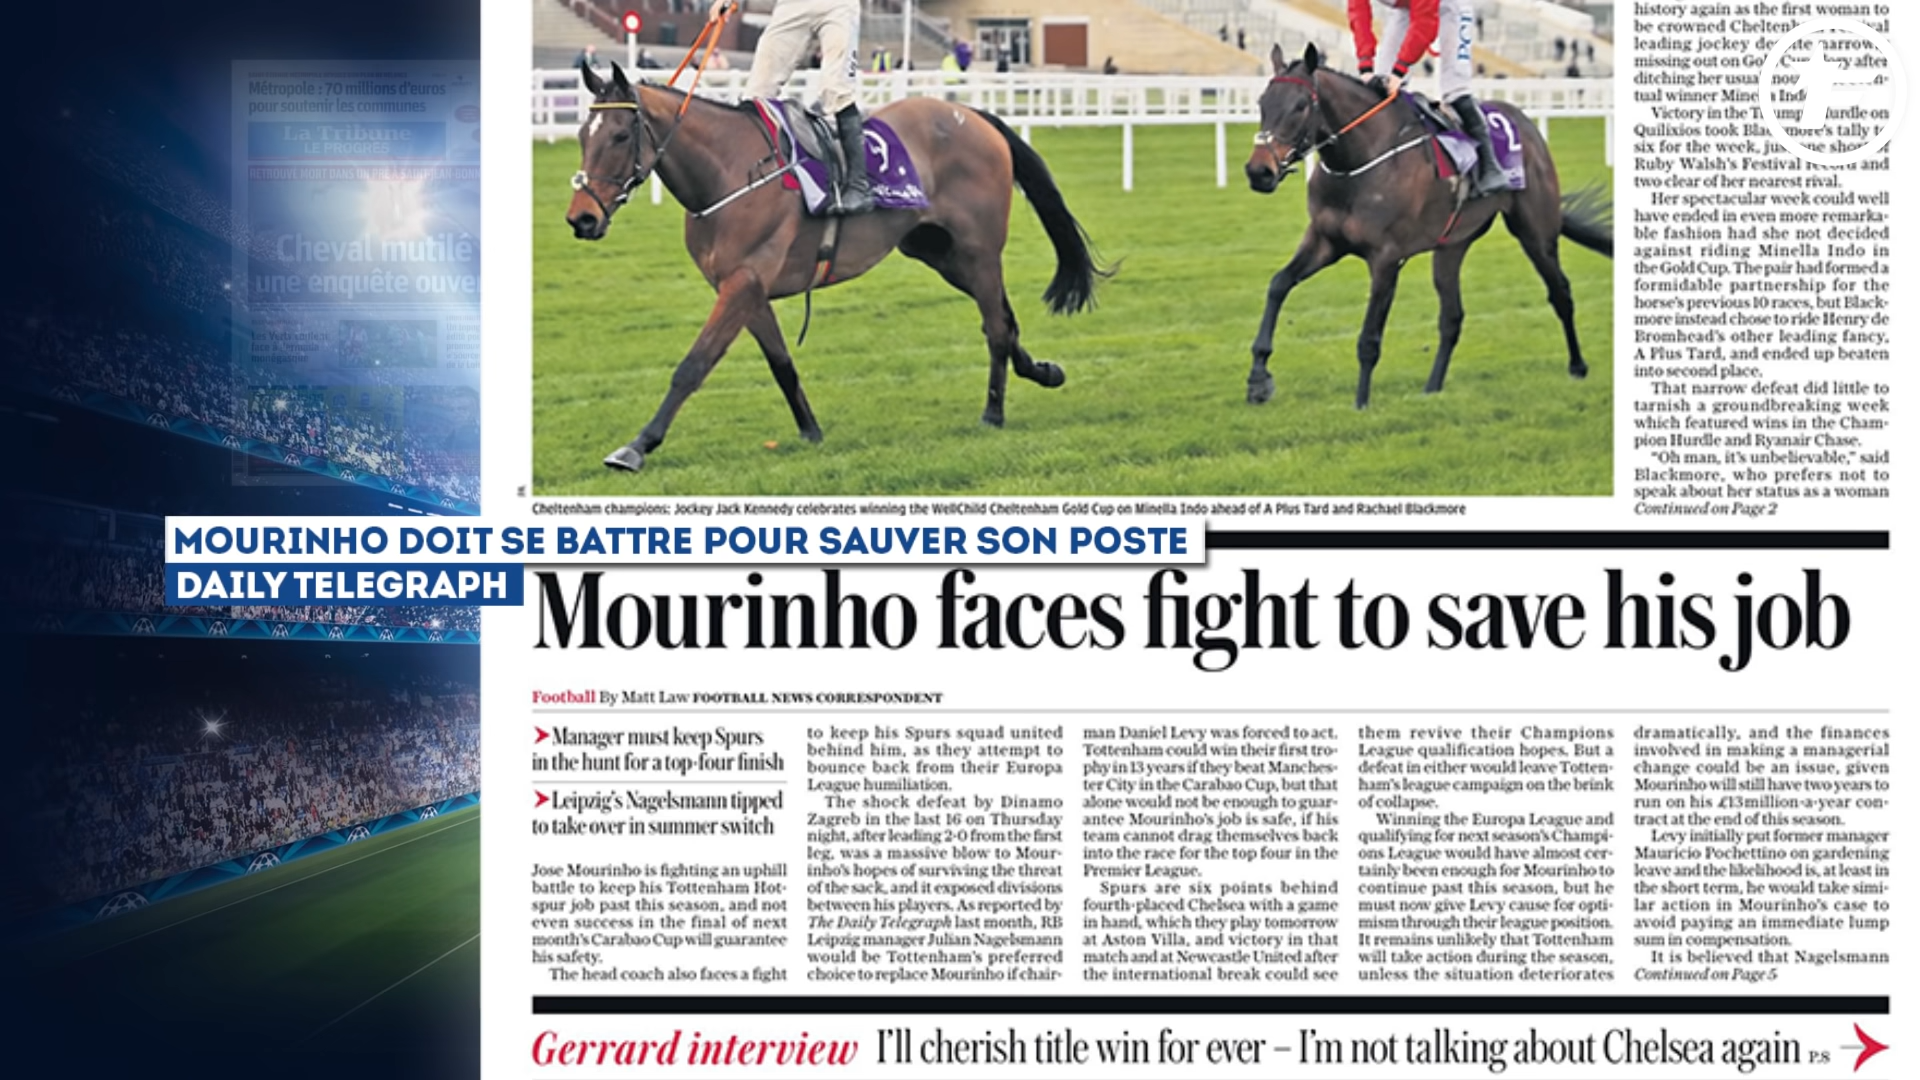 Métropole : 70 millions d'euros
pour soutenir les communes
La Tribune
LE PROGRÈS
Cheval mutilé
une enquête ouver
9.
2
history again as the first woman to
be crowned
leading jockey
missing out on
ditching her usual
tual winner
Victory in the
Quilixios took
six for the week,
Ruby Walsh's Festival record and
two clear of her nearest rival.
Her spectacular week could well
have ended in even more remarka-
ble fashion had she not decided
against riding Minella Indo in
the Gold Cup. The pair had formed a
formidable partnership for the
horse's previous 10 races, but Black-
more instead chose to ride Henry de
Bromhead's other leading fancy,
A Plus Tard, and ended up beaten
into second place.
That narrow defeat did little to
tarnish a groundbreaking week
which featured wins in the Cham-
pion Hurdle and Ryanair Chase.
"Oh man, it's unbelievable," said
Blackmore, who prefers not to
speak about her status as a woman
Continued on Page 2
Cheltenham champions: Jockey Jack Kennedy celebrates winning the WellChild Cheltenham Gold Cup on Minella Indo ahead of A Plus Tard and Rachael Blackmore
MOURINHO DOIT SE BATTRE POUR SAUVER SON POSTE
DAILY TELEGRAPH
Mourinho faces fight to save his job
Football By Matt Law FOOTBALL NEWS CORRESPONDENT
Manager must keep Spurs
in the hunt for a top-four finish
Leipzig's Nagelsmann tipped
to take over in summer switch
Jose Mourinho is fighting an uphill
battle to keep his Tottenham Hot-
spur job past this season, and not
even success in the final of next
month's Carabao Cup will guarantee
his safety.
The head coach also faces a fight
to keep his Spurs squad united
behind him, as they attempt to
bounce back from their Europa
League humiliation.
The shock defeat by Dinamo
Zagreb in the last 16 on Thursday
night, after leading 2-0 from the first
leg, was a massive blow to Mour-
inho's hopes of surviving the threat
of the sack, and it exposed divisions
between his players. As reported by
The Daily Telegraph last month, RB
Leipzig manager Julian Nagelsmann
would be Tottenham's preferred
choice to replace Mourinho if chair-
man Daniel Levy was forced to act.
Tottenham could win their first tro-
phy in 13 years if they beat Manches-
ter City in the Carabao Cup, but that
alone would not be enough to guar-
antee Mourinho's job is safe, if his
team cannot drag themselves back
into the race for the top four in the
Premier League.
Spurs are six points behind
fourth-placed Chelsea with a game
in hand, which they play tomorrow
at Aston Villa, and victory in that
match and at Newcastle United after
the international break could see
them revive their Champions
League qualification hopes. But a
defeat in either would leave Totten-
ham's league campaign on the brink
of collapse.
Winning the Europa League and
qualifying for next season's Champi-
ons League would have almost cer-
tainly been enough for Mourinho to
continue past this season, but he
must now give Levy cause for opti-
mism through their league position.
It remains unlikely that Tottenham
will take action during the season,
unless the situation deteriorates
dramatically, and the finances
involved in making a managerial
change could be an issue, given
Mourinho will still have two years to
run on his £13million-a-year con-
tract at the end of this season.
Levy initially put former manager
Mauricio Pochettino on gardening
leave and the likelihood is, at least in
the short term, he would take simi-
lar action in Mourinho's case to
avoid paying an immediate lump
sum in compensation.
It is believed that Nagelsmann
Continued on Page 5
Gerrard interview I'll cherish title win for ever – I'm not talking about Chelsea again P.8